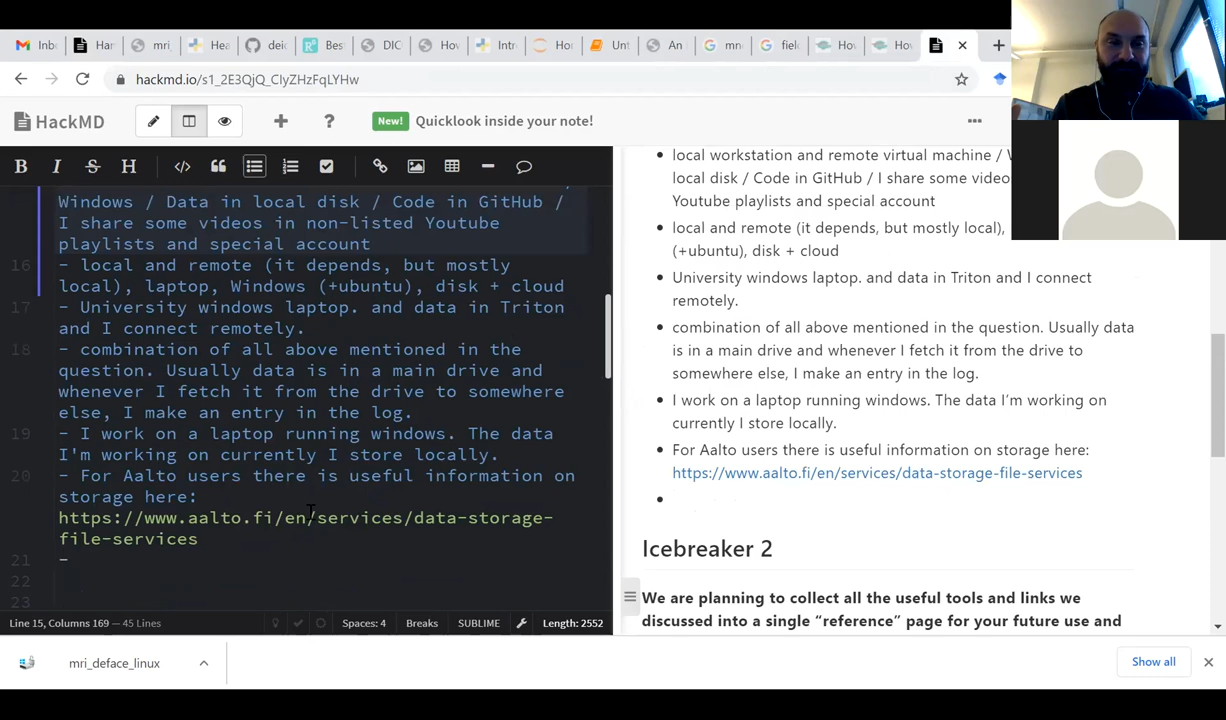 Inb
Har
mri_
Hea
deic
Best
DIC
Hov
Intr
Hor
Unt
An
mn
field
Hov
Hov
hackmd.io/s1_2E3QjQ_CIyZHzFqLYHw
HackMD
New! Quicklook inside your note!
B I S H
Windows / Data in local disk / Code in GitHub /
I share some videos in non-listed Youtube
playlists and special account
16 - local and remote (it depends, but mostly
local), laptop, Windows (+ubuntu), disk + cloud
17 - University windows laptop. and data in Triton
and I connect remotely.
18 - combination of all above mentioned in the
question. Usually data is in a main drive and
whenever I fetch it from the drive to somewhere
else, I make an entry in the log.
19 - I work on a laptop running windows. The data
I'm working on currently I store locally.
20 - For Aalto users there is useful information on
storage here:
https://www.aalto.fi/en/services/data-storage-
file-services
21 -
22
23
Line 15, Columns 169 — 45 Lines
Spaces: 4
Breaks
SUBLIME
Length: 2552
local workstation and remote virtual machine /
local disk / Code in GitHub / I share some video
Youtube playlists and special account
local and remote (it depends, but mostly local),
(+ubuntu), disk + cloud
University windows laptop. and data in Triton and I connect
remotely.
combination of all above mentioned in the question. Usually data
is in a main drive and whenever I fetch it from the drive to
somewhere else, I make an entry in the log.
I work on a laptop running windows. The data I'm working on
currently I store locally.
For Aalto users there is useful information on storage here:
https://www.aalto.fi/en/services/data-storage-file-services
Icebreaker 2
We are planning to collect all the useful tools and links we
discussed into a single “reference” page for your future use and
mri_deface_linux
Show all